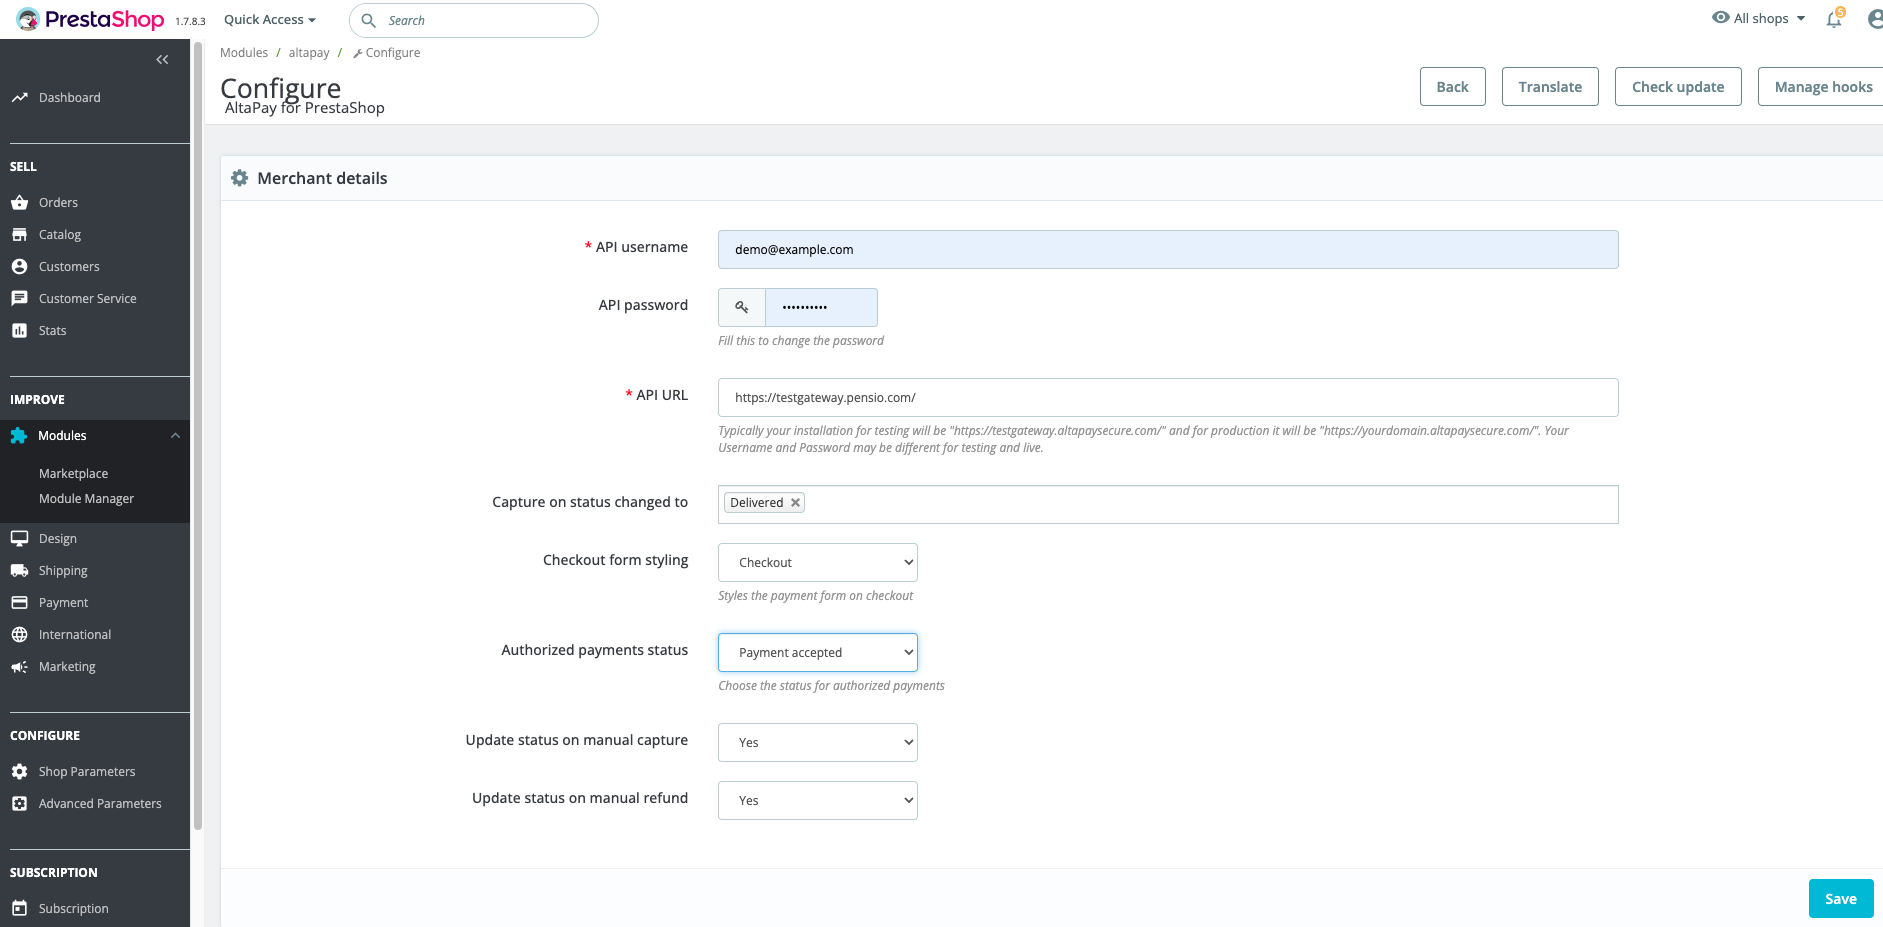 PrestaShop 1.7.8.3 Quick Access Search All shops 5
Modules / altapay / Configure
Configure
AltaPay for PrestaShop
Back Translate Check update Manage hooks
Dashboard
SELL
Orders
Catalog
Customers
Customer Service
Stats
IMPROVE
Modules
Marketplace
Module Manager
Design
Shipping
Payment
International
Marketing
CONFIGURE
Shop Parameters
Advanced Parameters
SUBSCRIPTION
Subscription
Merchant details
* API username demo@example.com
API password ••••••••••
Fill this to change the password
* API URL https://testgateway.pensio.com/
Typically your installation for testing will be "https://testgateway.altapaysecure.com/" and for production it will be "https://yourdomain.altapaysecure.com/". Your
Username and Password may be different for testing and live.
Capture on status changed to Delivered
Checkout form styling Checkout
Styles the payment form on checkout
Authorized payments status Payment accepted
Choose the status for authorized payments
Update status on manual capture Yes
Update status on manual refund Yes
Save